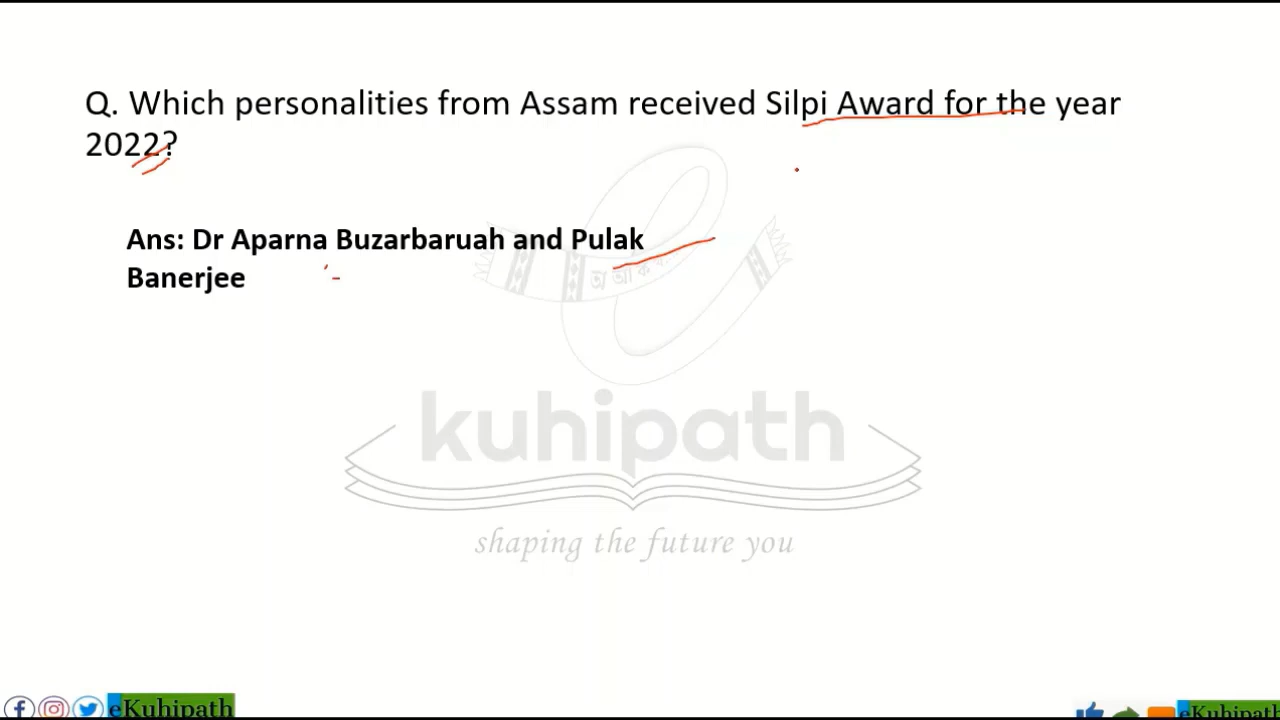 Q. Which personalities from Assam received Silpi Award for the year
2022?
Ans: Dr Aparna Buzarbaruah and Pulak
Banerjee
অ আ ক
kuhipath
shaping the future you
eKuhipath
eKuhipath